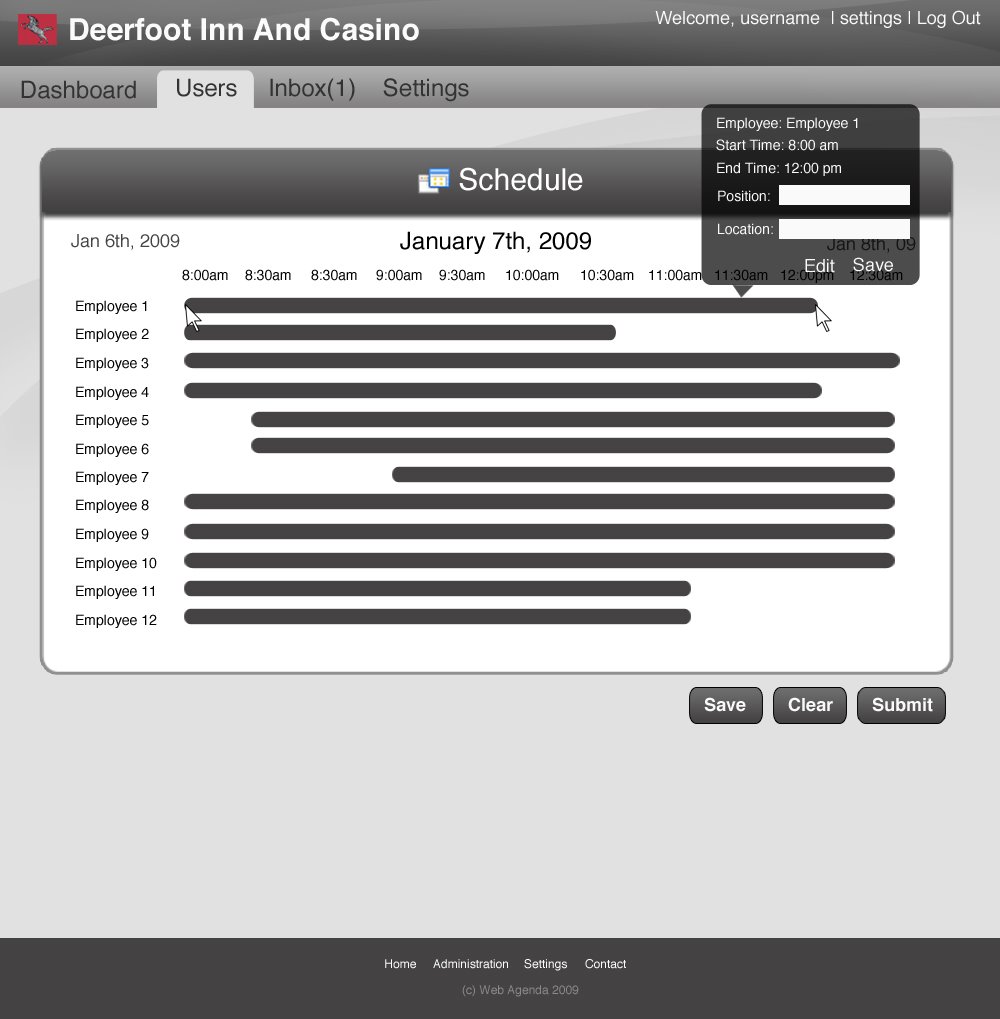 Deerfoot Inn And Casino
Welcome, username | settings | Log Out
Dashboard Users Inbox(1) Settings
Employee: Employee 1
Start Time: 8:00 am
End Time: 12:00 pm
Position:
Location:
Edit Save
Schedule
Jan 6th, 2009 January 7th, 2009 Jan 8th, 09
8:00am 8:30am 8:30am 9:00am 9:30am 10:00am 10:30am 11:00am 11:30am 12:00pm 12:30am
Employee 1
Employee 2
Employee 3
Employee 4
Employee 5
Employee 6
Employee 7
Employee 8
Employee 9
Employee 10
Employee 11
Employee 12
Save Clear Submit
Home Administration Settings Contact
(c) Web Agenda 2009